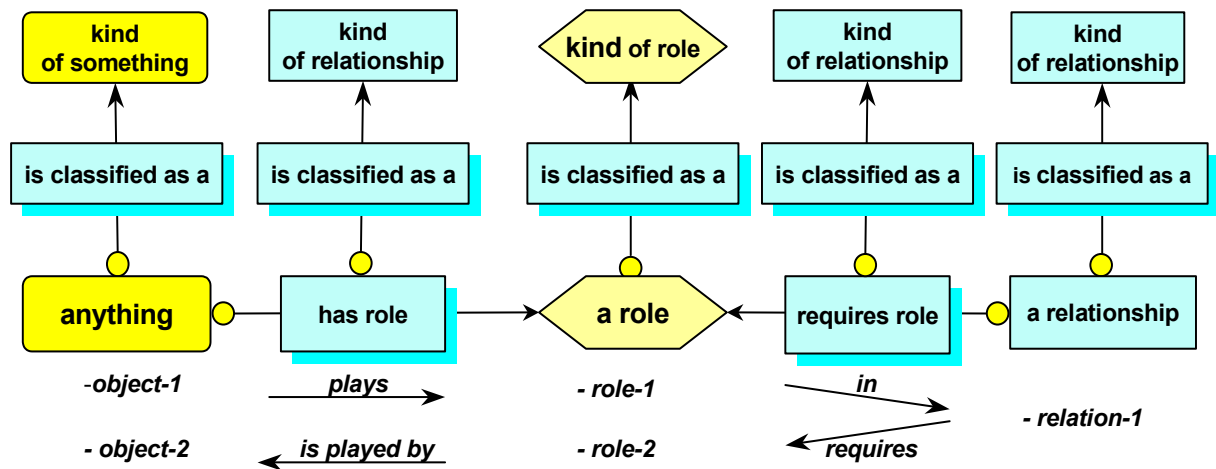 kind
of something
kind
of relationship
kind of role
kind
of relationship
kind
of relationship
is classified as a
is classified as a
is classified as a
is classified as a
is classified as a
anything
has role
a role
requires role
a relationship
-object-1
plays
- role-1
in
- relation-1
- object-2
is played by
- role-2
requires